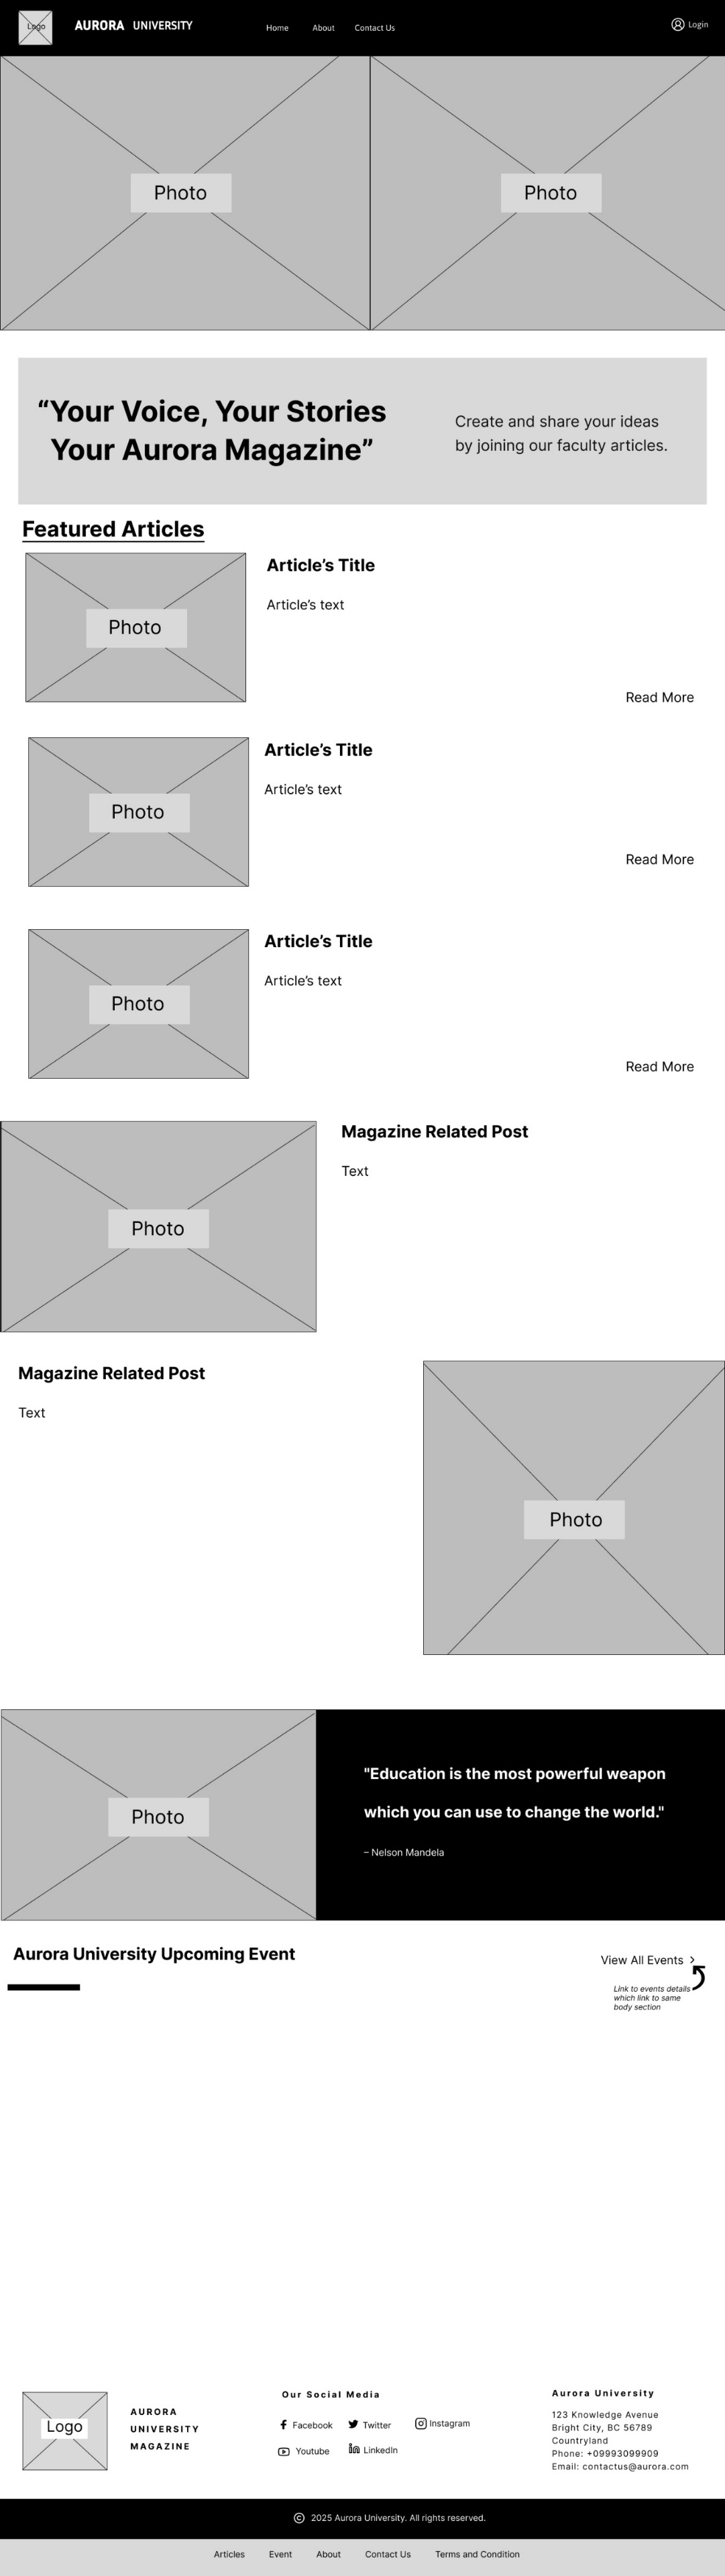 Logo
AURORA UNIVERSITY
Home About Contact Us
Login
Photo
Photo
“Your Voice, Your Stories
Your Aurora Magazine”
Create and share your ideas
by joining our faculty articles.
Featured Articles
Photo
Article’s Title
Article’s text
Read More
Photo
Article’s Title
Article’s text
Read More
Photo
Article’s Title
Article’s text
Read More
Photo
Magazine Related Post
Text
Magazine Related Post
Text
Photo
Photo
"Education is the most powerful weapon
which you can use to change the world."
– Nelson Mandela
Aurora University Upcoming Event
View All Events >
Link to events details
which link to same
body section
Logo
AURORA
UNIVERSITY
MAGAZINE
Our Social Media
Facebook Twitter Instagram
Youtube LinkedIn
Aurora University
123 Knowledge Avenue
Bright City, BC 56789
Countryland
Phone: +09993099909
Email: contactus@aurora.com
© 2025 Aurora University. All rights reserved.
Articles Event About Contact Us Terms and Condition